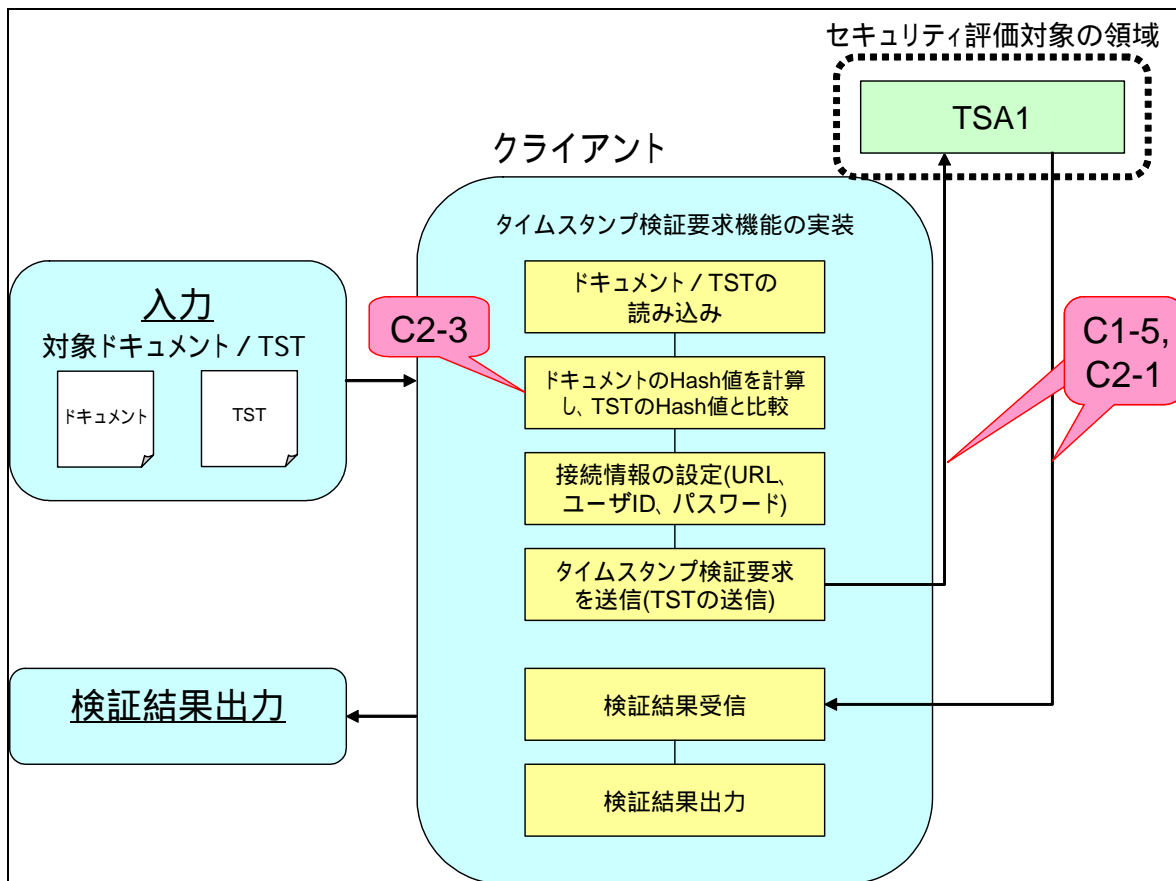 セキュリティ評価対象の領域
TSA1
クライアント
タイムスタンプ検証要求機能の実装
ドキュメント / TSTの
読み込み
入力
対象ドキュメント / TST
ドキュメント
TST
C2-3
C1-5,
C2-1
ドキュメントのHash値を計算
し、TSTのHash値と比較
接続情報の設定(URL、
ユーザID、パスワード)
タイムスタンプ検証要求
を送信(TSTの送信)
検証結果出力
検証結果受信
検証結果出力